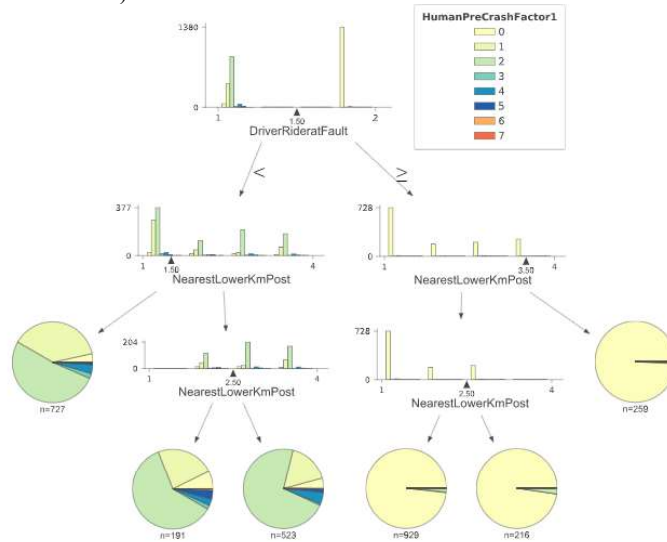 1380
0
1
1.50
2
DriverRideratFault
HumanPreCrashFactor1
0
1
2
3
4
5
6
7
<
≥
377
0
1
1.50
4
NearestLowerKmPost
728
0
1
3.50
4
NearestLowerKmPost
n=727
204
0
1
2.50
4
NearestLowerKmPost
728
0
1
2.50
4
NearestLowerKmPost
n=259
n=191
n=523
n=929
n=216